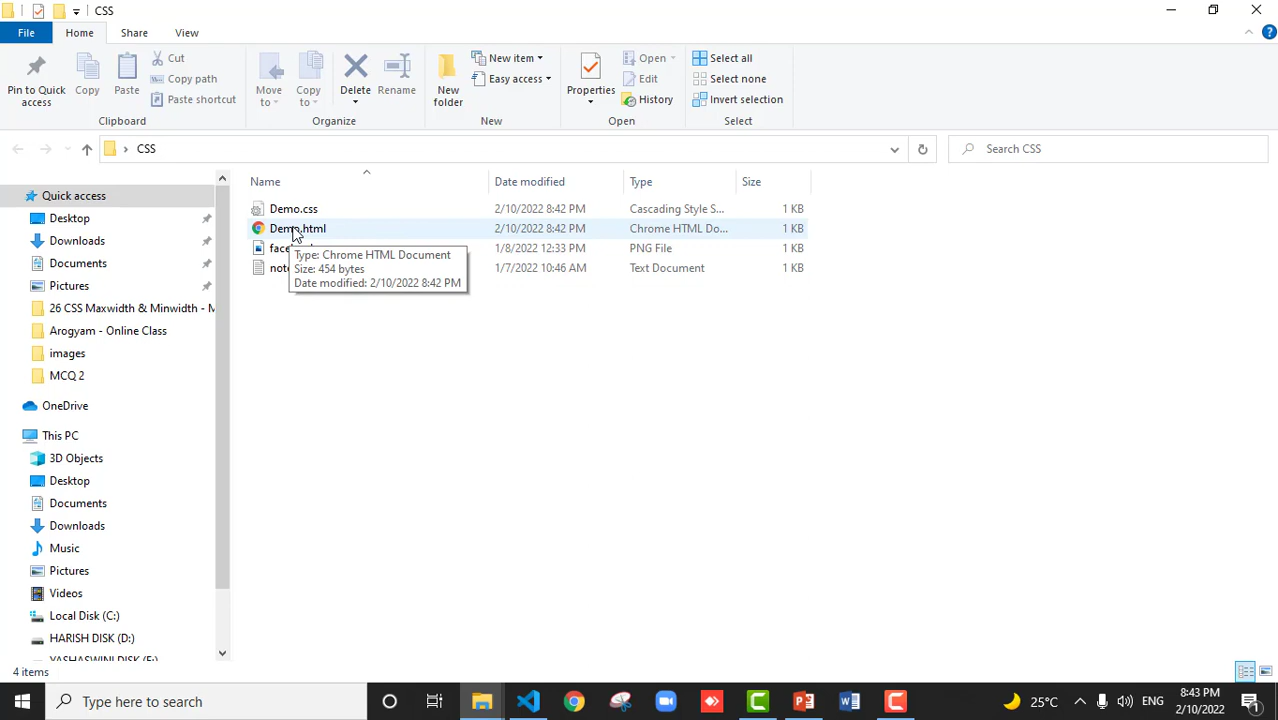 CSS
File Home Share View
Pin to Quick access
Copy
Paste
Cut
Copy path
Paste shortcut
Clipboard
Move to
Copy to
Delete
Rename
Organize
New folder
New item
Easy access
New
Properties
Open
Edit
History
Open
Select all
Select none
Invert selection
Select
CSS
Search CSS
Name Date modified Type Size
Demo.css 2/10/2022 8:42 PM Cascading Style S... 1 KB
Demo.html 2/10/2022 8:42 PM Chrome HTML Do... 1 KB
1/8/2022 12:33 PM PNG File 1 KB
1/7/2022 10:46 AM Text Document 1 KB
Type: Chrome HTML Document
Size: 454 bytes
Date modified: 2/10/2022 8:42 PM
Quick access
Desktop
Downloads
Documents
Pictures
26 CSS Maxwidth & Minwidth - M
Arogyam - Online Class
images
MCQ 2
OneDrive
This PC
3D Objects
Desktop
Documents
Downloads
Music
Pictures
Videos
Local Disk (C:)
HARISH DISK (D:)
YASHASWINI DISK (E:)
4 items
Type here to search
25°C
ENG
8:43 PM
2/10/2022
1